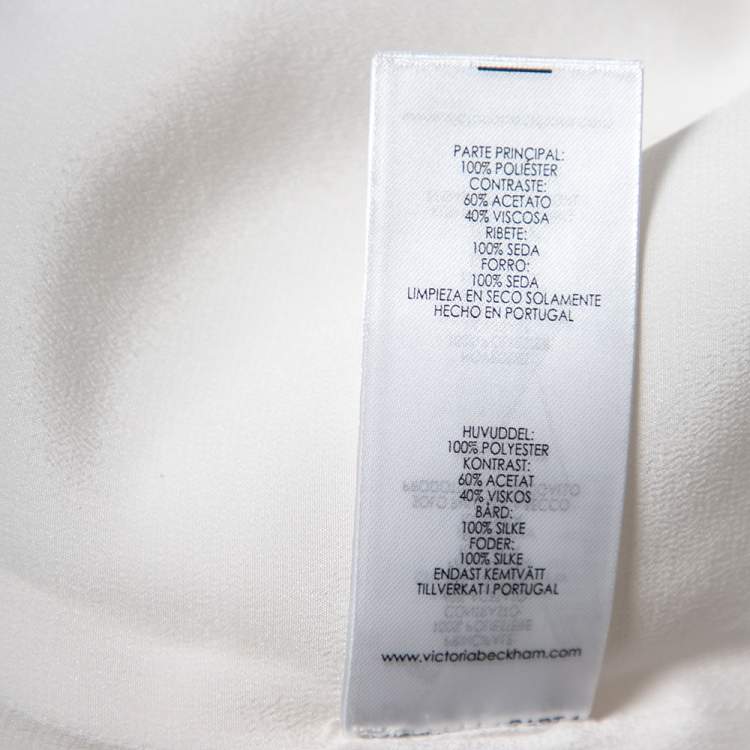 PARTE PRINCIPAL:
100% POLIÉSTER
CONTRASTE:
60% ACETATO
40% VISCOSA
RIBETE:
100% SEDA
FORRO:
100% SEDA
LIMPIEZA EN SECO SOLAMENTE
HECHO EN PORTUGAL
HUVUDDEL:
100% POLYESTER
KONTRAST:
60% ACETAT
40% VISKOS
BÅRD:
100% SILKE
FODER:
100% SILKE
ENDAST KEMTVÄTT
TILLVERKAT I PORTUGAL
www.victoriabeckham.com